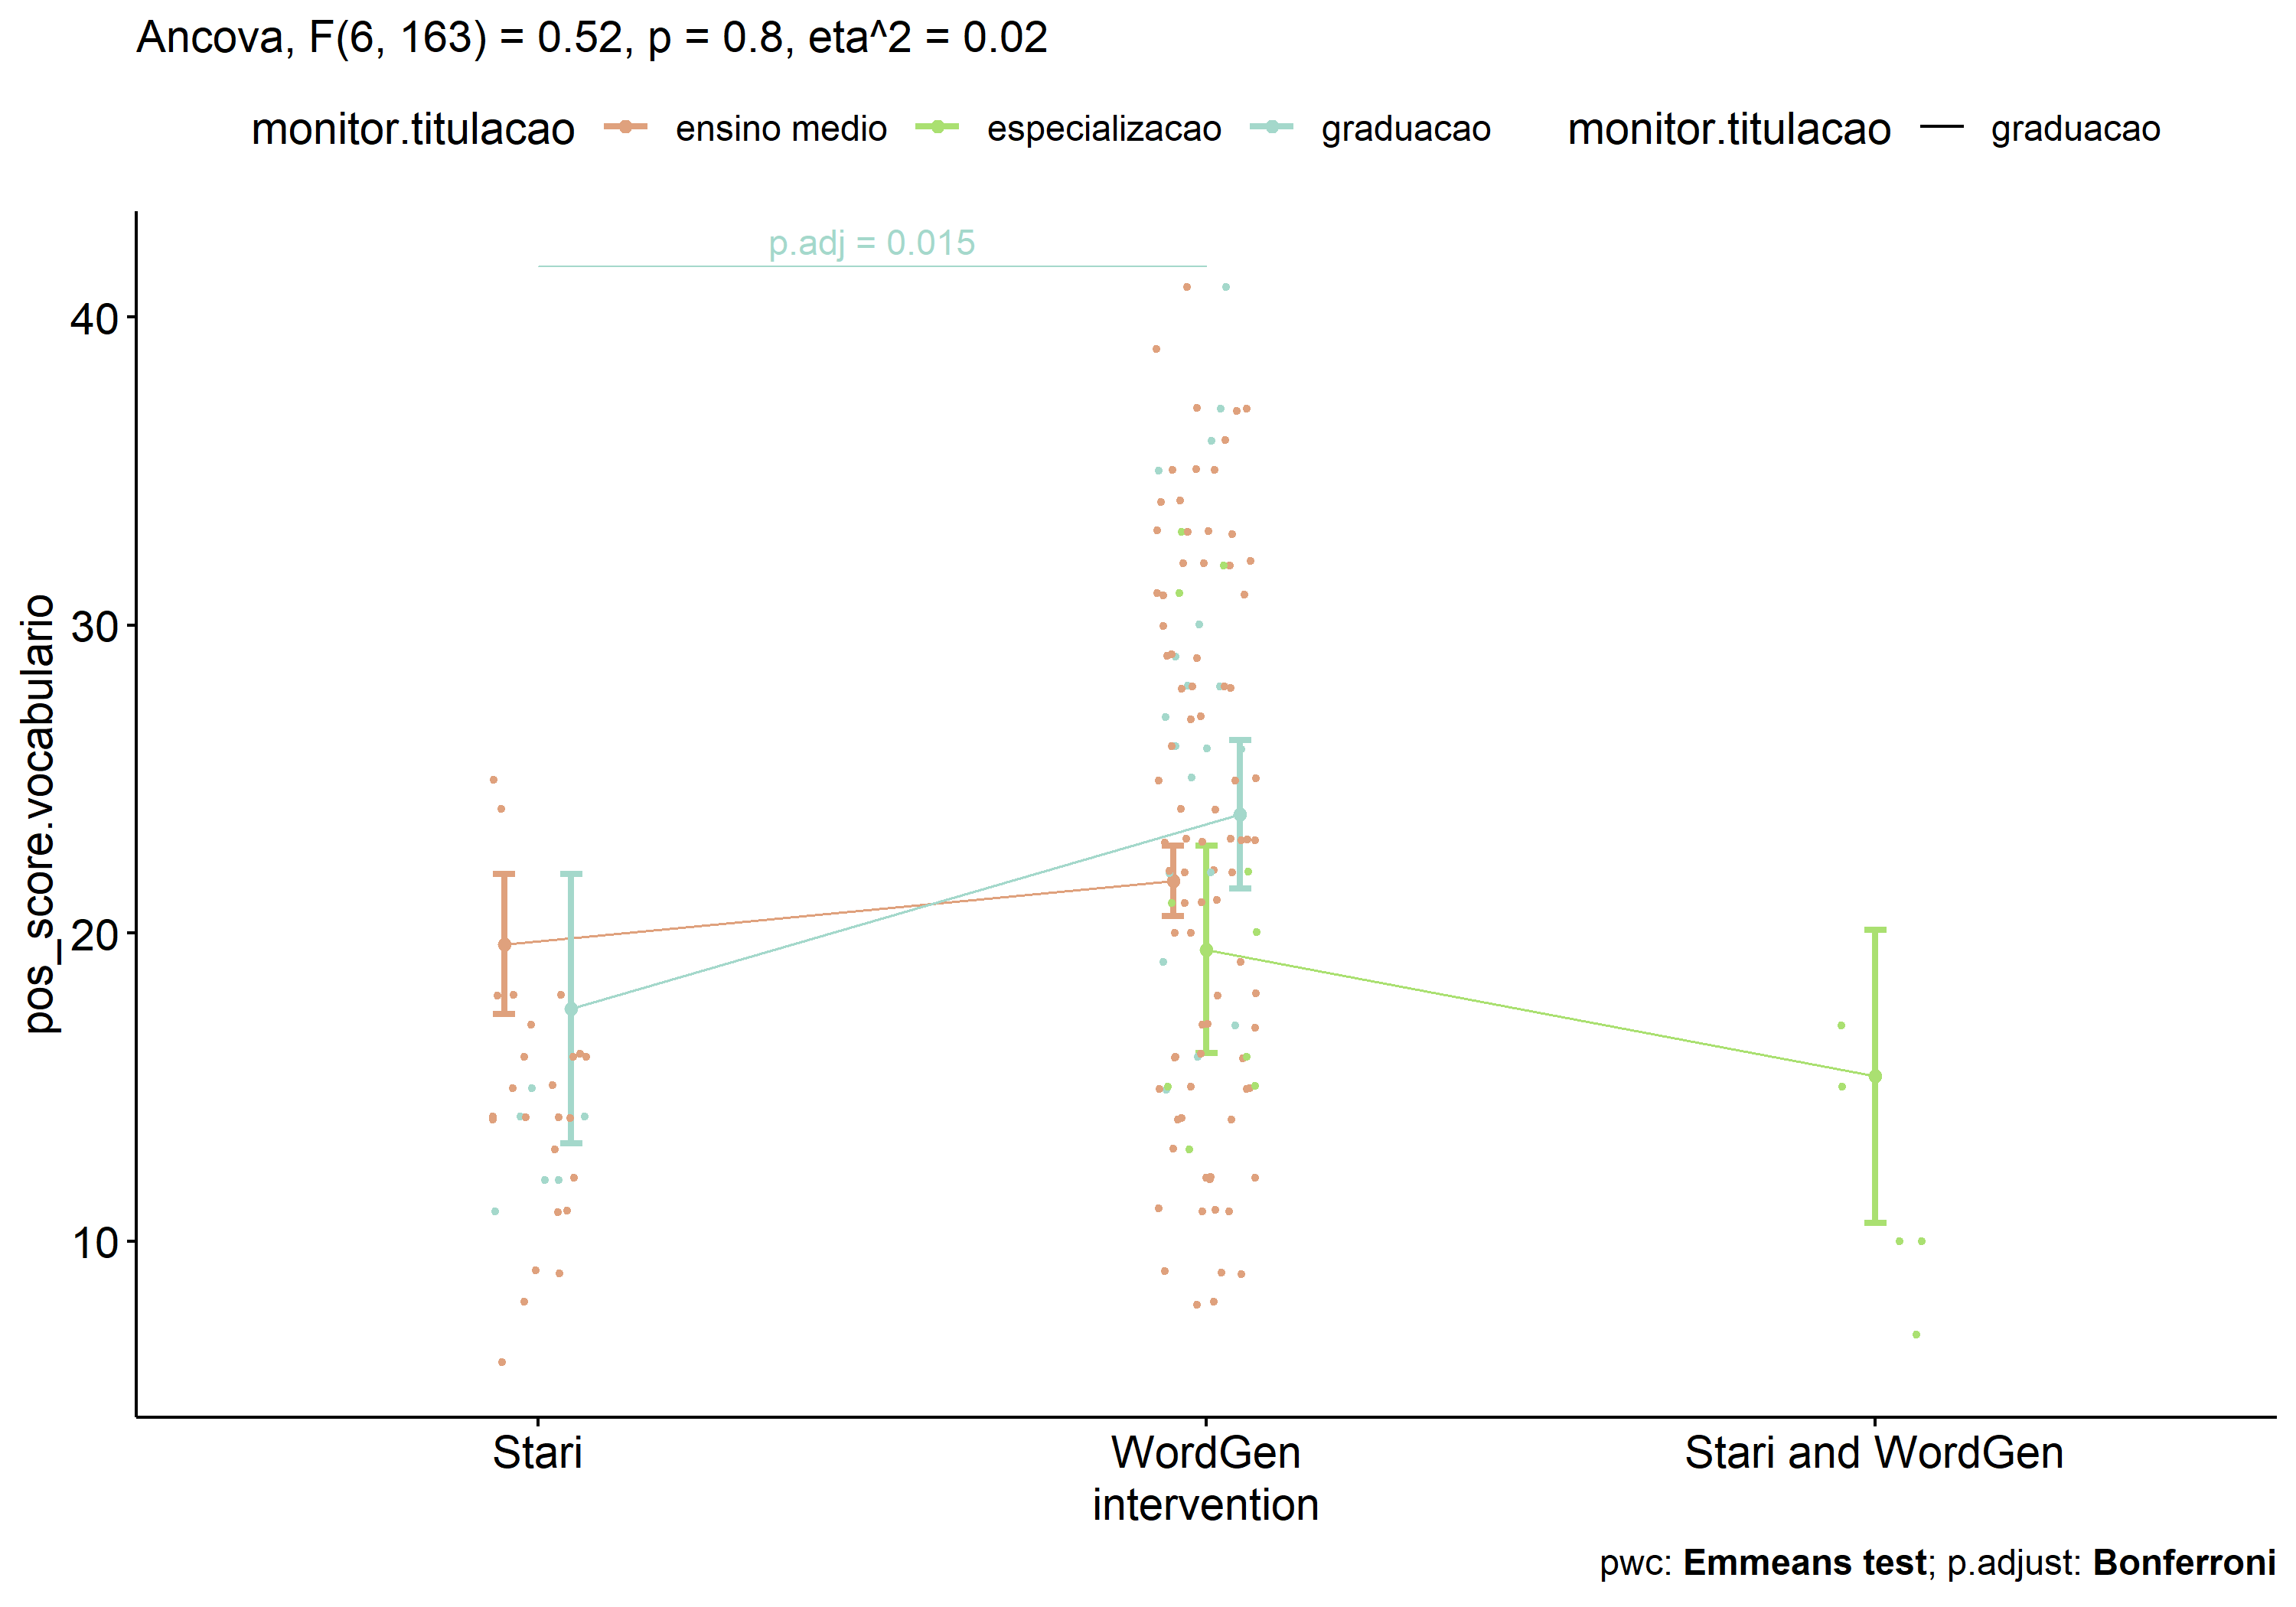 Ancova, F(6, 163) = 0.52, p = 0.8, eta^2 = 0.02
monitor.titulacao ensino medio especializacao graduacao monitor.titulacao graduacao
p.adj = 0.015
40
30
20
10
pos_score.vocabulario
Stari WordGen Stari and WordGen
intervention
pwc: Emmeans test; p.adjust: Bonferroni